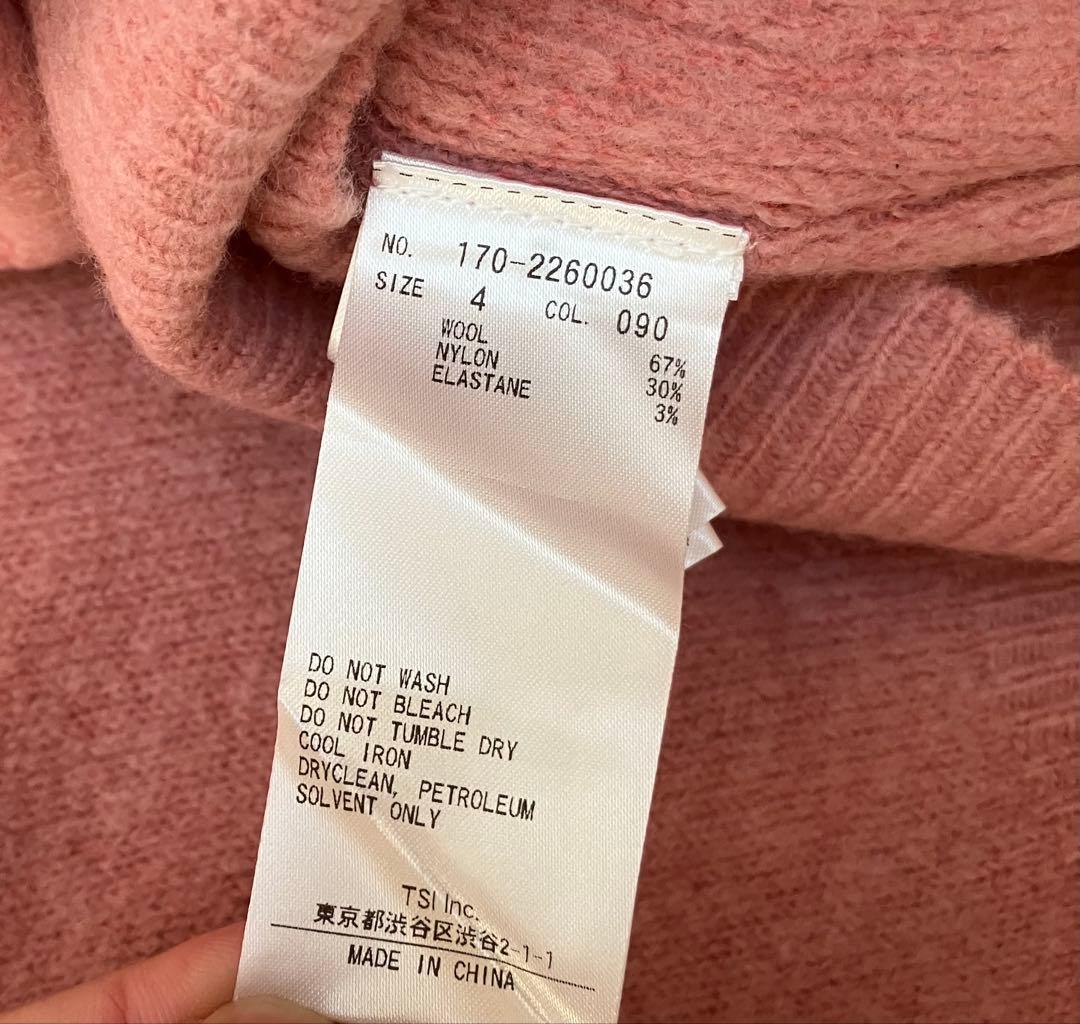 NO. 170-2260036
SIZE 4 COL. 090
WOOL 67%
NYLON 30%
ELASTANE 3%
DO NOT WASH
DO NOT BLEACH
DO NOT TUMBLE DRY
COOL IRON
DRYCLEAN, PETROLEUM
SOLVENT ONLY
TSI Inc.
東京都渋谷区渋谷2-1-1
MADE IN CHINA